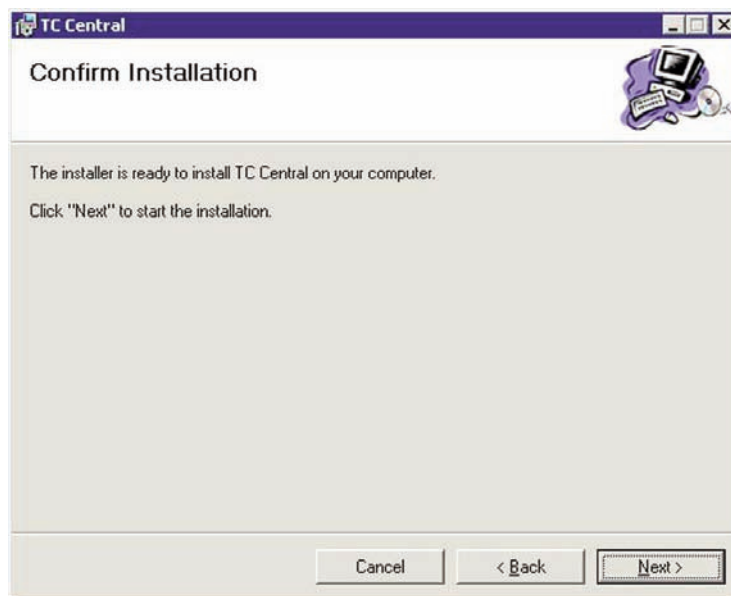 TC Central
Confirm Installation
The installer is ready to install TC Central on your computer.
Click "Next" to start the installation.
Cancel
< Back
Next >